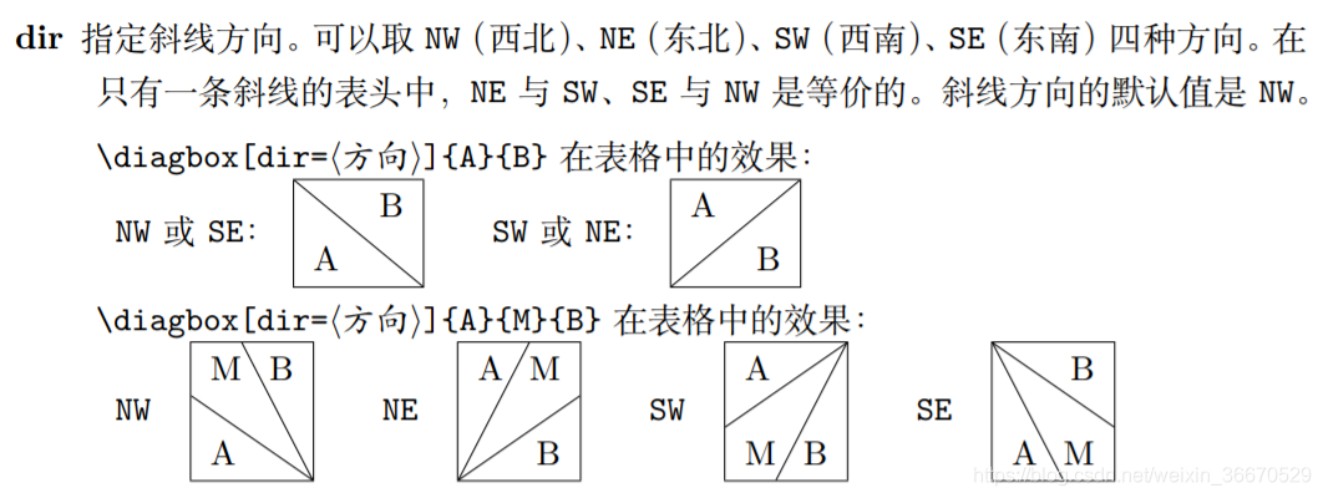 dir 指定斜线方向。可以取 NW（西北）、NE（东北）、SW（西南）、SE（东南）四种方向。在
只有一条斜线的表头中，NE 与 SW、SE 与 NW 是等价的。斜线方向的默认值是 NW。
\diagbox[dir=⟨方向⟩]{A}{B} 在表格中的效果：
NW 或 SE: A B SW 或 NE: A B
\diagbox[dir=⟨方向⟩]{A}{M}{B} 在表格中的效果：
NW M B A NE A M B SW A M B SE B A M
https://blog.csdn.net/weixin_36670529